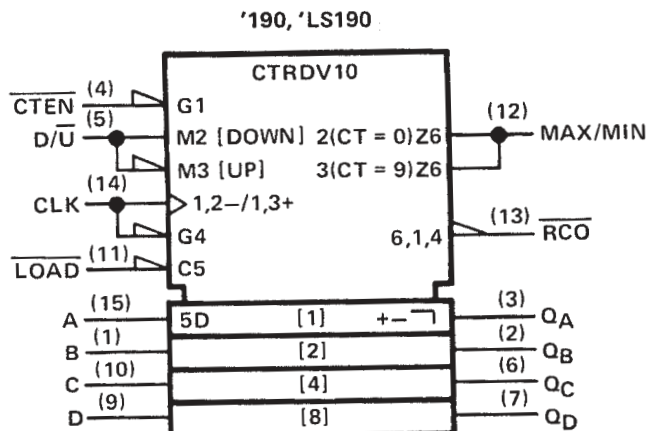 '190, 'LS190
CTRDV10
CTEN (4) G1
D/U (5) M2 [DOWN] 2(CT = 0)Z6 (12) MAX/MIN
M3 [UP] 3(CT = 9)Z6
CLK (14) 1,2−/1,3+
G4 6,1,4 (13) RCO
LOAD (11) C5
A (15) 5D [1] +− (3) QA
B (1) [2] (2) QB
C (10) [4] (6) QC
D (9) [8] (7) QD